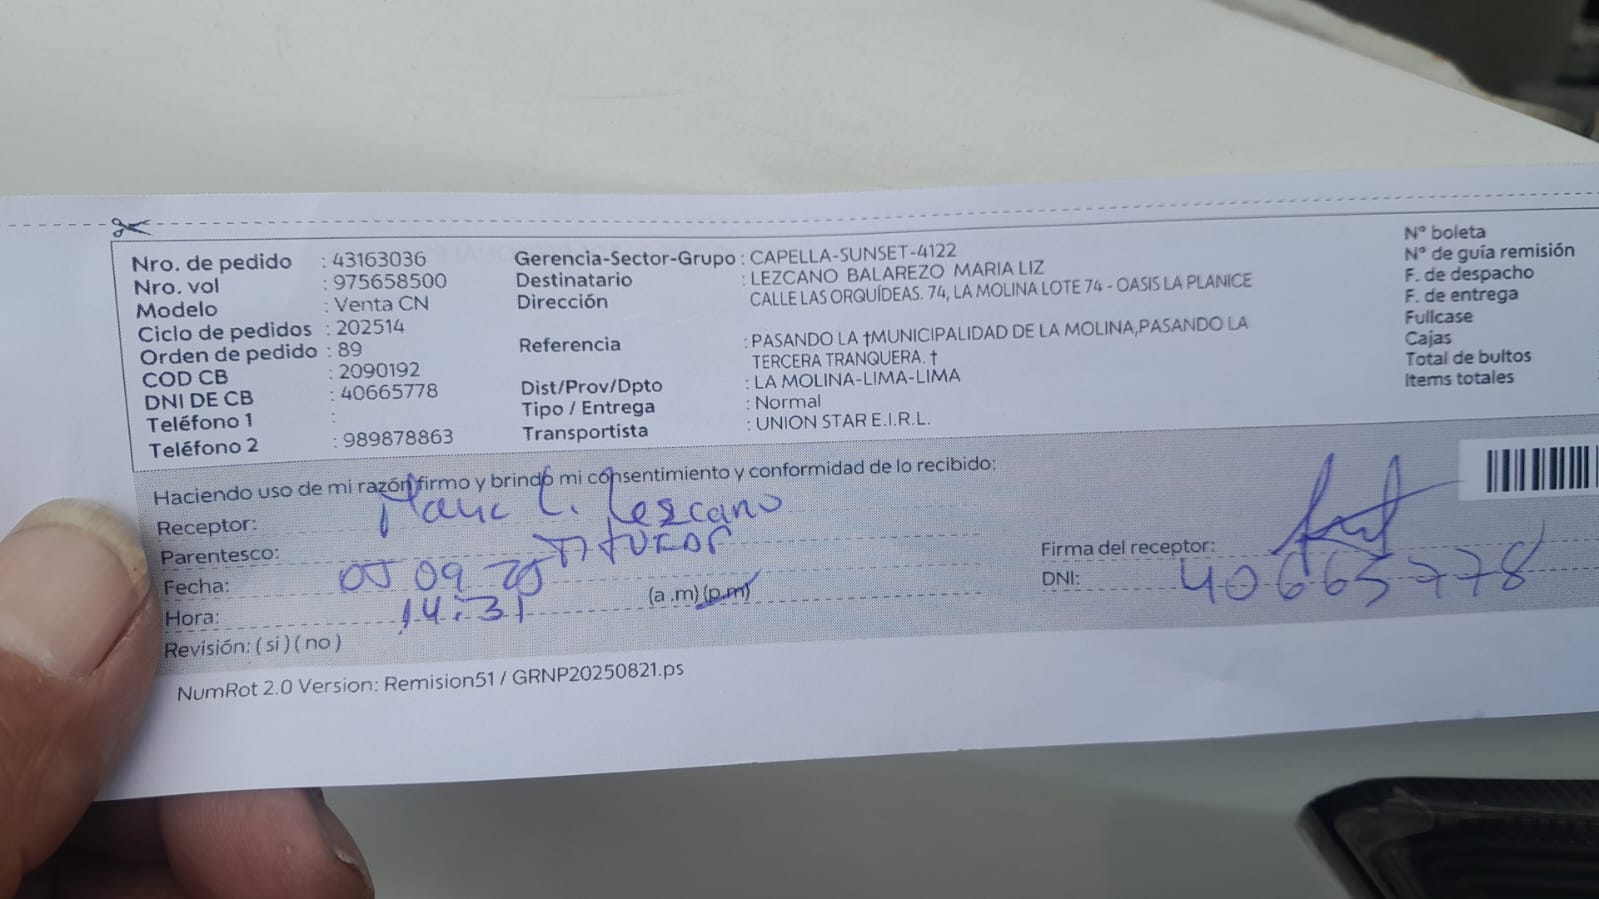 Nro. de pedido : 43163036
Nro. vol : 975658500
Modelo : Venta CN
Ciclo de pedidos : 202514
Orden de pedido : 89
COD CB : 2090192
DNI DE CB : 40665778
Teléfono 1 :
Teléfono 2 : 989878863
Gerencia-Sector-Grupo : CAPELLA-SUNSET-4122
Destinatario : LEZCANO BALAREZO MARIA LIZ
Dirección CALLE LAS ORQUÍDEAS. 74, LA MOLINA LOTE 74 - OASIS LA PLANICE
Referencia : PASANDO LA †MUNICIPALIDAD DE LA MOLINA,PASANDO LA
TERCERA TRANQUERA. †
Dist/Prov/Dpto : LA MOLINA-LIMA-LIMA
Tipo / Entrega : Normal
Transportista : UNION STAR E.I.R.L.
N° boleta
N° de guía remisión
F. de despacho
F. de entrega
Fullcase
Cajas
Total de bultos
Items totales
Haciendo uso de mi razón firmo y brindo mi consentimiento y conformidad de lo recibido:
Receptor: L. Lezcano
Parentesco: Titular
Fecha: 05 09 25
Hora: 14:31 (a .m) (p.m)
Revisión: ( si ) ( no )
Firma del receptor:
DNI: 40665778
NumRot 2.0 Version: Remision51 / GRNP20250821.ps